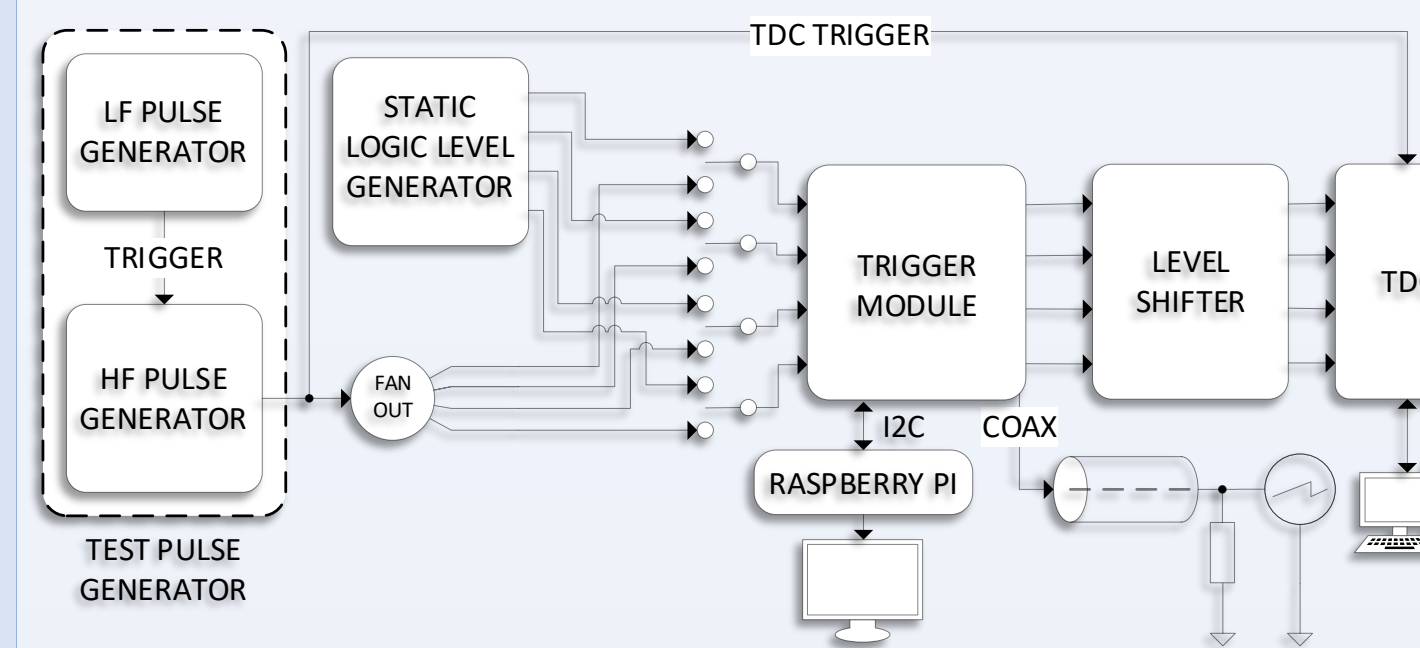 TDC TRIGGER
LF PULSE
GENERATOR
TRIGGER
HF PULSE
GENERATOR
TEST PULSE
GENERATOR
STATIC
LOGIC LEVEL
GENERATOR
FAN
OUT
TRIGGER
MODULE
I2C
COAX
RASPBERRY PI
LEVEL
SHIFTER